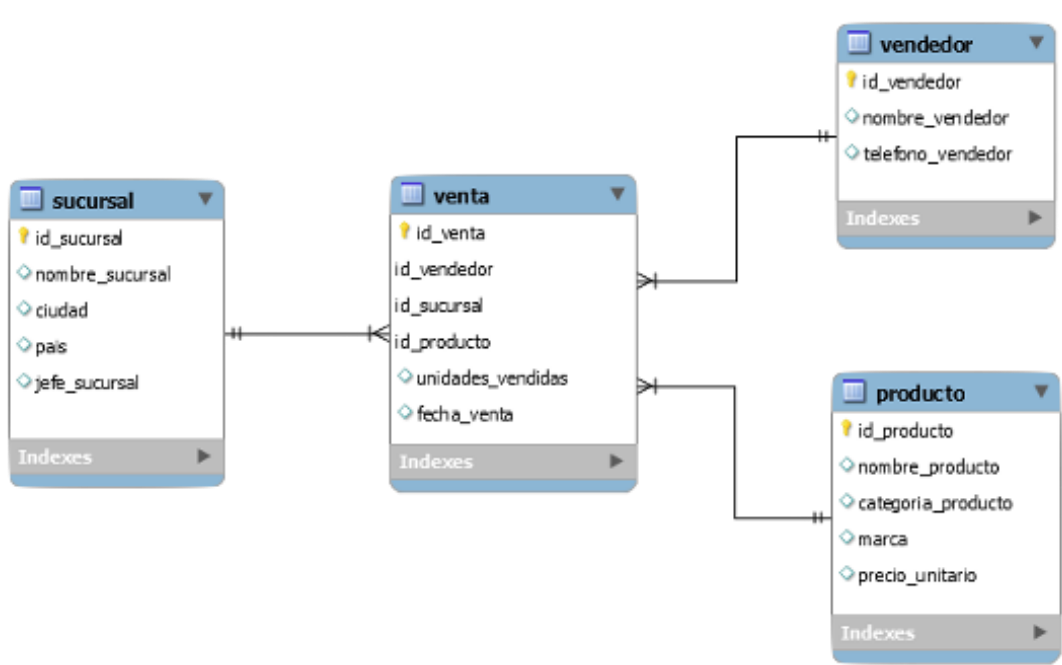 sucursal
id_sucursal
nombre_sucursal
ciudad
pais
jefe_sucursal
Indexes
venta
id_venta
id_vendedor
id_sucursal
id_producto
unidades_vendidas
fecha_venta
Indexes
vendedor
id_vendedor
nombre_vendedor
telefono_vendedor
Indexes
producto
id_producto
nombre_producto
categoria_producto
marca
precio_unitario
Indexes